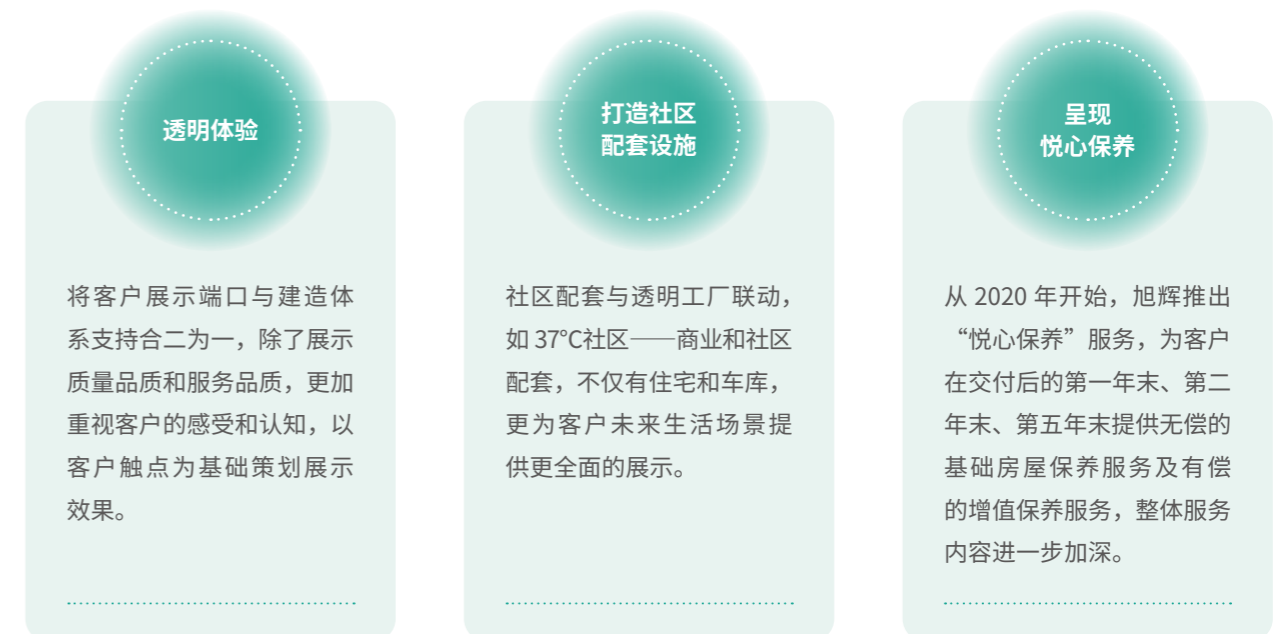 透明体验
将客户展示端口与建造体
系支持合二为一，除了展示
质量品质和服务品质，更加
重视客户的感受和认知，以
客户触点为基础策划展示
效果。
打造社区
配套设施
社区配套与透明工厂联动，
如 37℃社区——商业和社区
配套，不仅有住宅和车库，
更为客户未来生活场景提
供更全面的展示。
呈现
悦心保养
从 2020 年开始，旭辉推出
“悦心保养”服务，为客户
在交付后的第一年末、第二
年末、第五年末提供无偿的
基础房屋保养服务及有偿
的增值保养服务，整体服务
内容进一步加深。